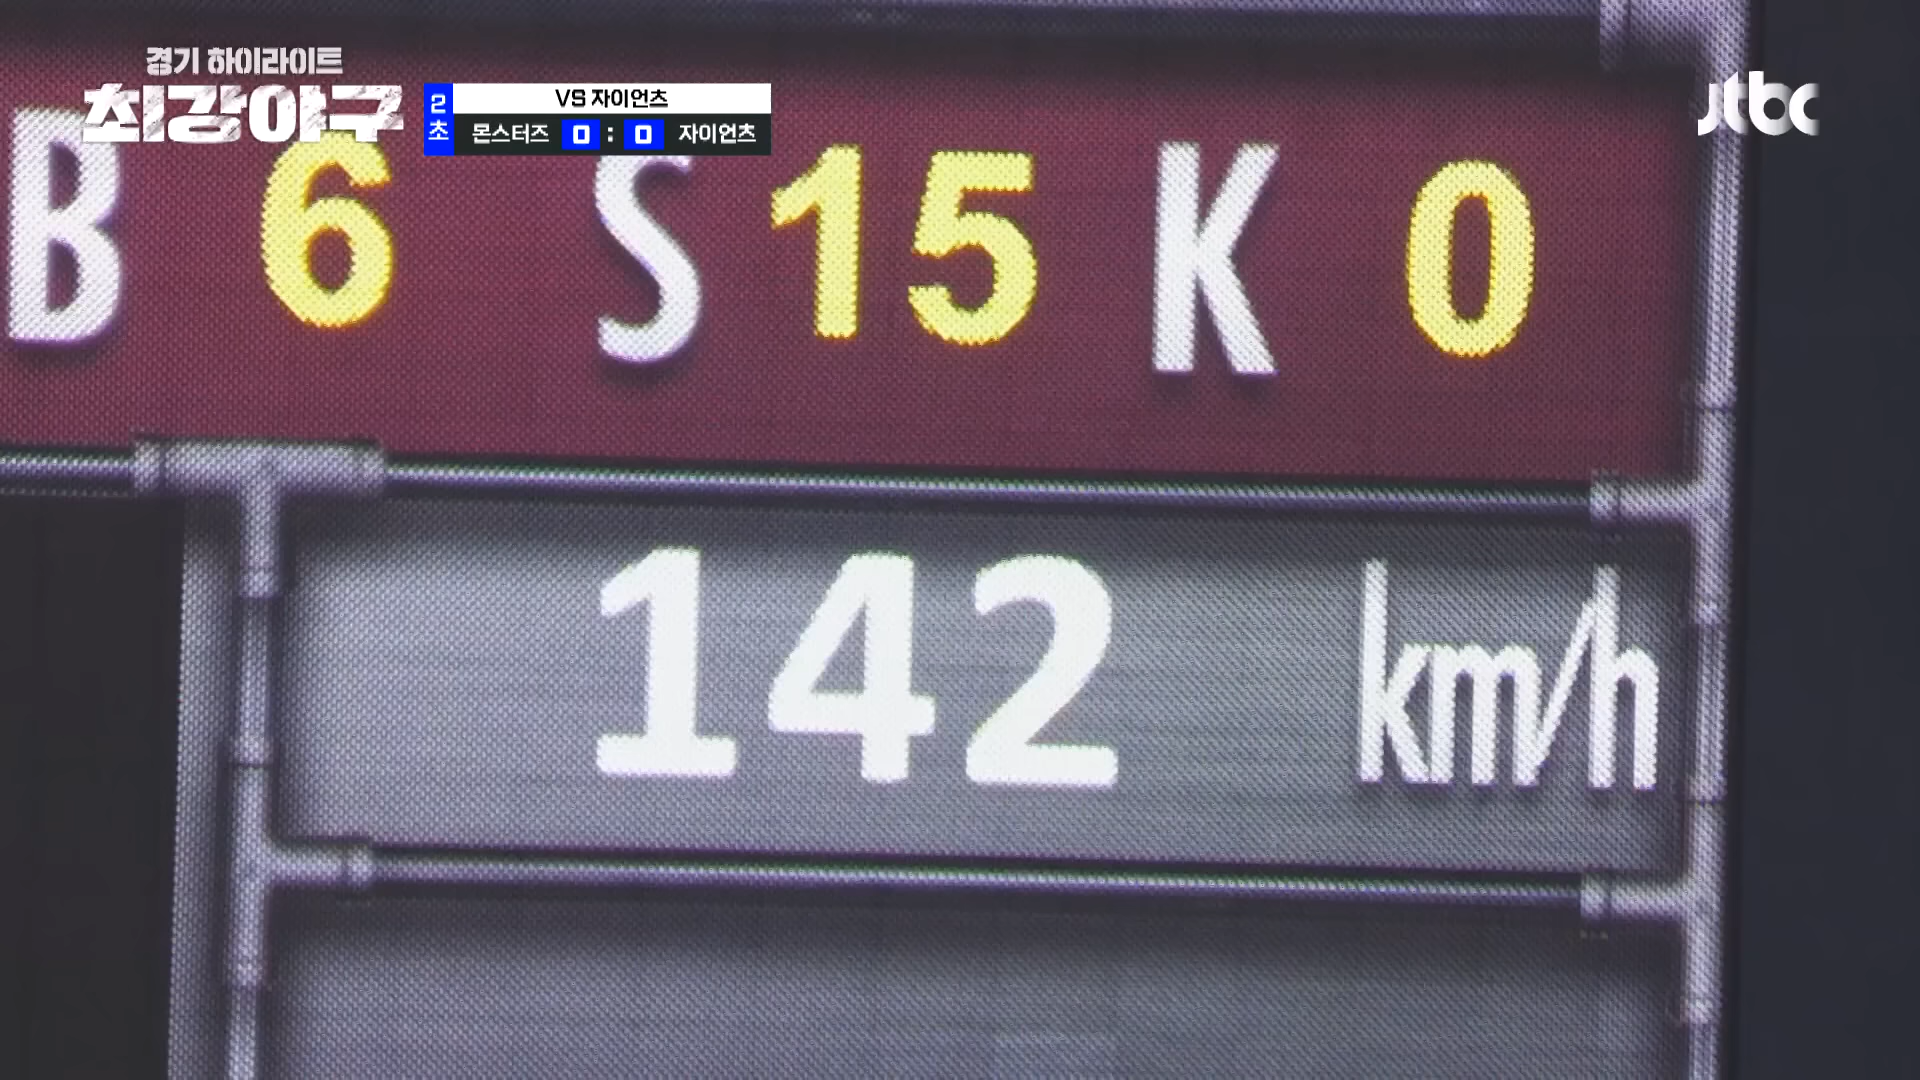 경기 하이라이트
최강야구
2초
VS 자이언츠
몬스터즈 0 : 0 자이언츠
jtbc
B 6 S 15 K 0
142 km/h